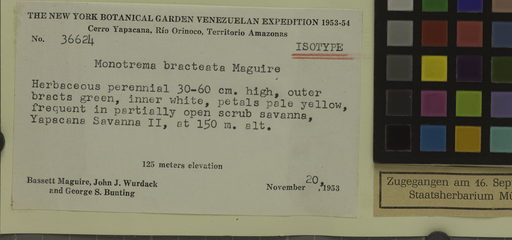 THE NEW YORK BOTANICAL GARDEN VENEZUELAN EXPEDITION 1953-54
Cerro Yapacana, Río Orinoco, Territorio Amazonas
No. 36624
ISOTYPE
Monotrema bracteata Maguire
Herbaceous perennial 30-60 cm. high, outer
bracts green, inner white, petals pale yellow,
frequent in partially open scrub savanna,
Yapacana Savanna II, at 150 m. alt.
125 meters elevation
Bassett Maguire, John J. Wurdack
and George S. Bunting
November 20, 1953
Zugegangen am 16. Sep
Staatsherbarium Mü